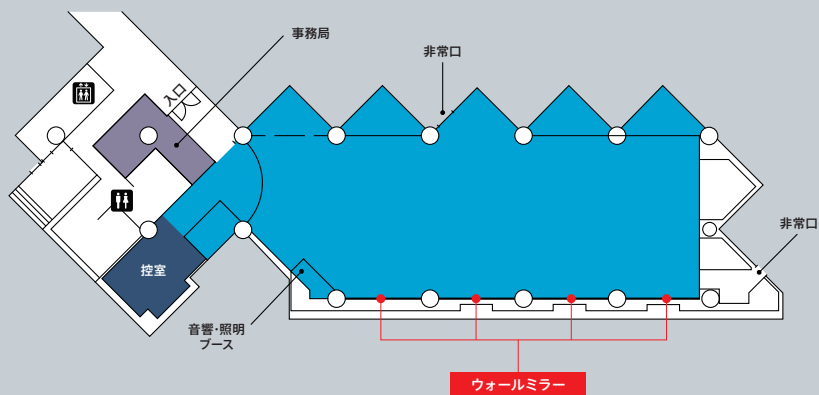 事務局
非常口
入口
非常口
控室
音響・照明
ブース
ウォールミラー